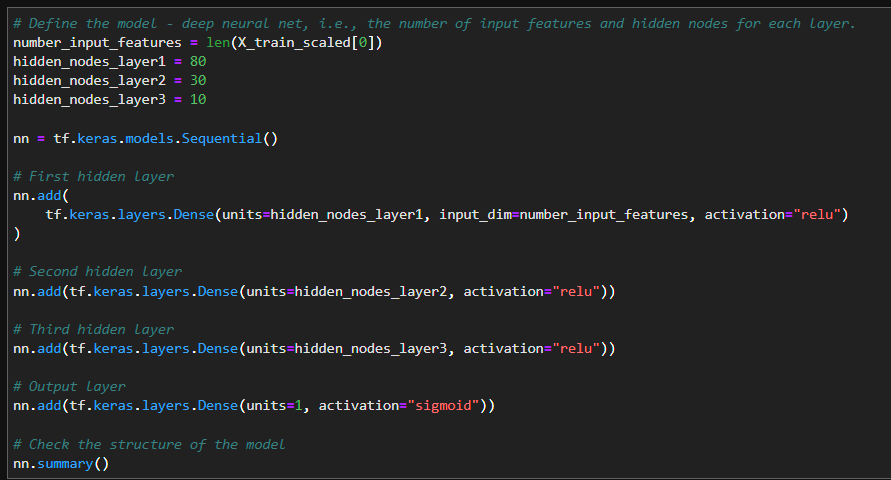 # Define the model - deep neural net, i.e., the number of input features and hidden nodes for each layer.
number_input_features = len(X_train_scaled[0])
hidden_nodes_layer1 = 80
hidden_nodes_layer2 = 30
hidden_nodes_layer3 = 10

nn = tf.keras.models.Sequential()

# First hidden layer
nn.add(
    tf.keras.layers.Dense(units=hidden_nodes_layer1, input_dim=number_input_features, activation="relu")
)

# Second hidden layer
nn.add(tf.keras.layers.Dense(units=hidden_nodes_layer2, activation="relu"))

# Third hidden layer
nn.add(tf.keras.layers.Dense(units=hidden_nodes_layer3, activation="relu"))

# Output layer
nn.add(tf.keras.layers.Dense(units=1, activation="sigmoid"))

# Check the structure of the model
nn.summary()